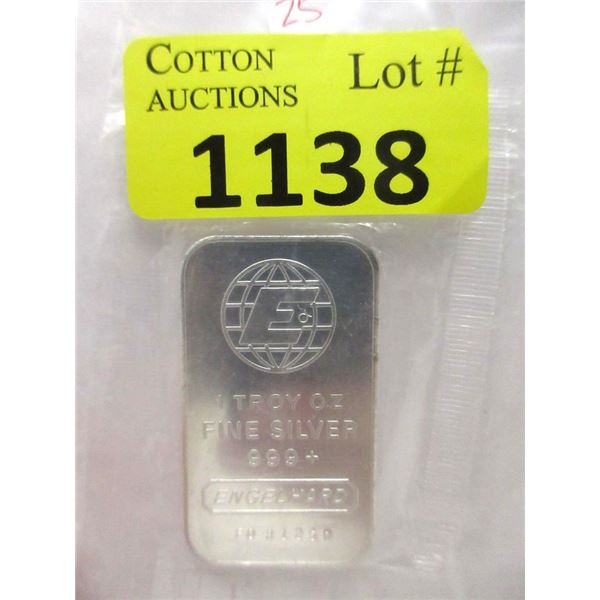 25
COTTON AUCTIONS Lot #
1138
E
1 TROY OZ
FINE SILVER
999+
ENGELHARD